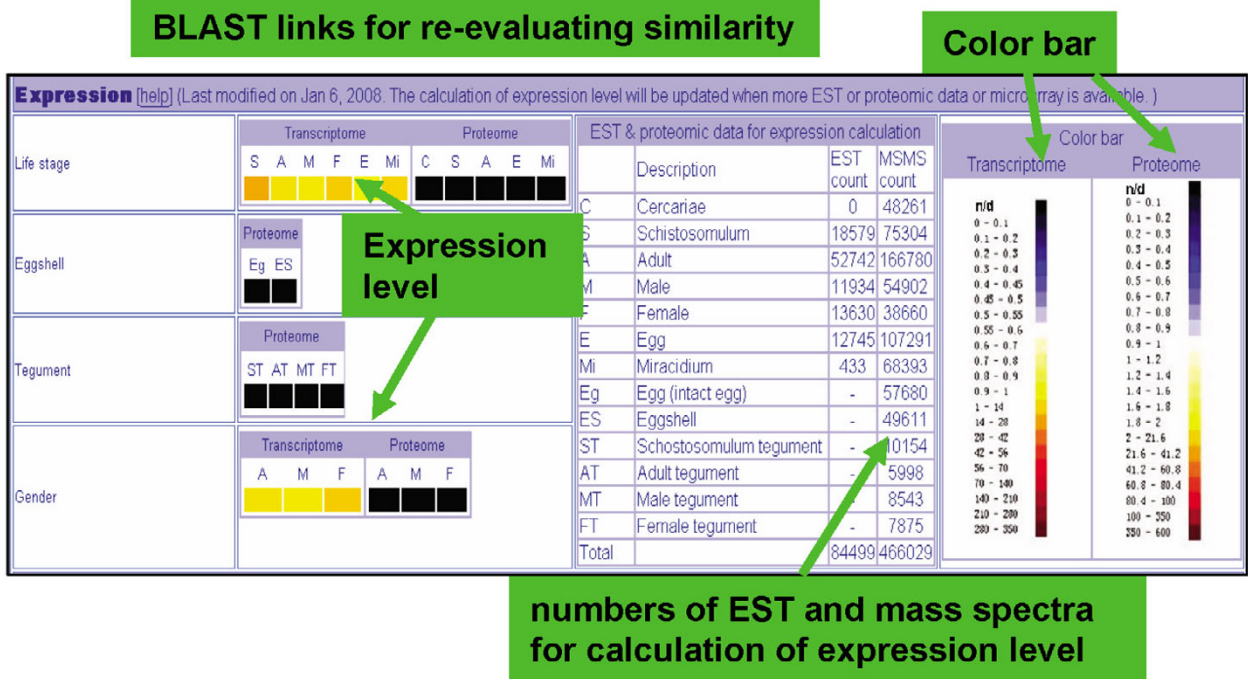 BLAST links for re-evaluating similarity
Color bar
Expression [help] (Last modified on Jan 6, 2008. The calculation of expression level will be updated when more EST or proteomic data or microarray is available. )
Life stage
Transcriptome Proteome
S A M F E Mi C S A E Mi
Eggshell
Proteome
Eg ES
Expression
level
Tegument
Proteome
ST AT MT FT
Gender
Transcriptome Proteome
A M F A M F
EST & proteomic data for expression calculation
Description EST count MSMS count
C Cercariae 0 48261
S Schistosomulum 18579 75304
A Adult 52742 166780
M Male 11934 54902
F Female 13630 38660
E Egg 12745 107291
Mi Miracidium 433 68393
Eg Egg (intact egg) - 57680
ES Eggshell - 49611
ST Schostosomulum tegument - 10154
AT Adult tegument - 5998
MT Male tegument - 8543
FT Female tegument - 7875
Total 84499 466029
Color bar
Transcriptome
n/d
0 - 0.1
0.1 - 0.2
0.2 - 0.3
0.3 - 0.4
0.4 - 0.45
0.45 - 0.5
0.5 - 0.55
0.55 - 0.6
0.6 - 0.7
0.7 - 0.8
0.8 - 0.9
0.9 - 1
1 - 14
14 - 28
28 - 42
42 - 56
56 - 70
70 - 140
140 - 210
210 - 280
280 - 350
Proteome
n/d
0 - 0.1
0.1 - 0.2
0.2 - 0.3
0.3 - 0.4
0.4 - 0.5
0.5 - 0.6
0.6 - 0.7
0.7 - 0.8
0.8 - 0.9
0.9 - 1
1 - 1.2
1.2 - 1.4
1.4 - 1.6
1.6 - 1.8
1.8 - 2
2 - 21.6
21.6 - 41.2
41.2 - 60.8
60.8 - 80.4
80.4 - 100
100 - 350
350 - 600
numbers of EST and mass spectra
for calculation of expression level